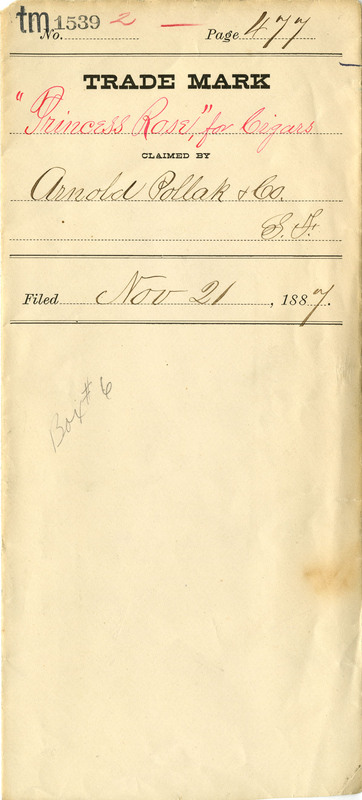 tm 1539 2 —
No. Page 477
TRADE MARK
"Princess Rose", for Cigars
CLAIMED BY
Arnold Pollak & Co.
S. F.
Filed Nov 21, 1887.
Box # 6